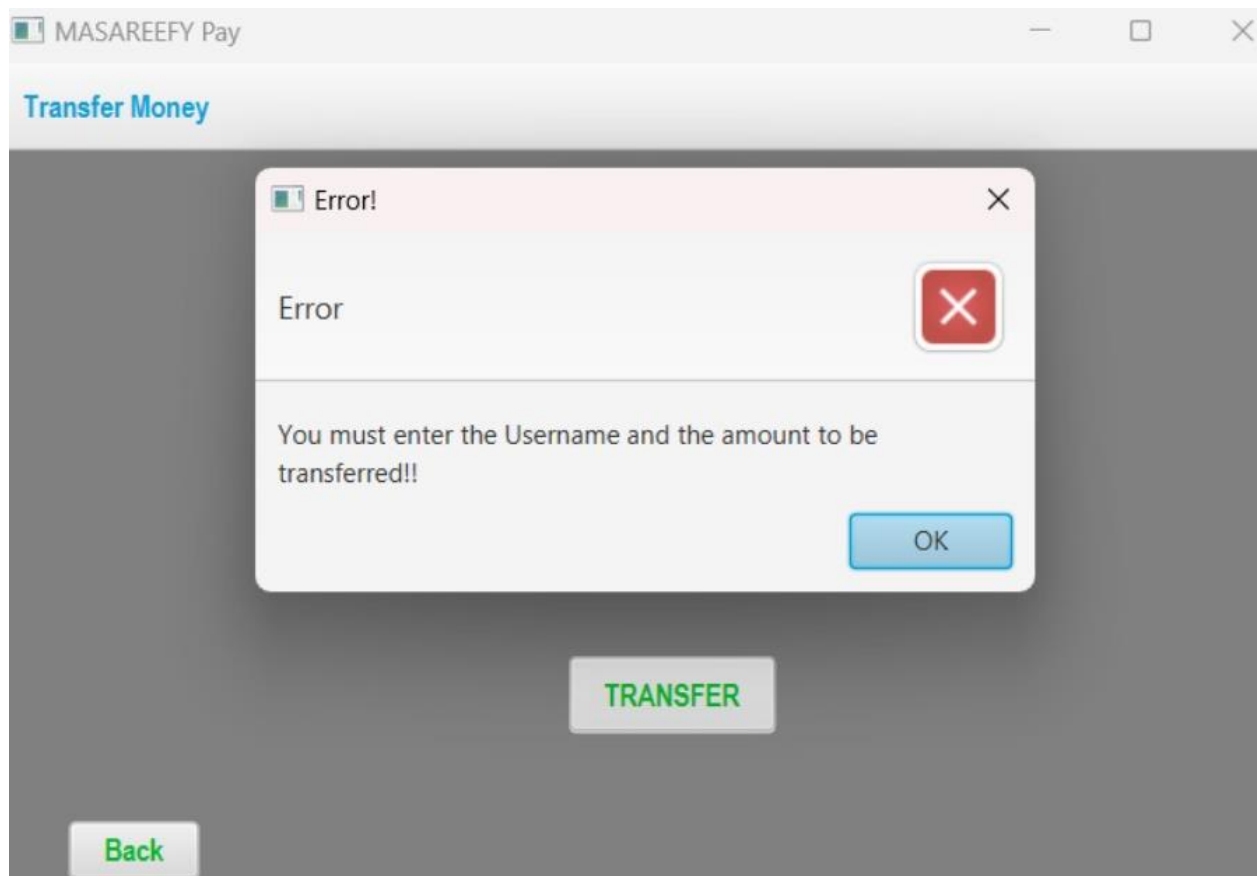 MASAREEFY Pay
Transfer Money
Error!
Error
You must enter the Username and the amount to be
transferred!!
OK
TRANSFER
Back